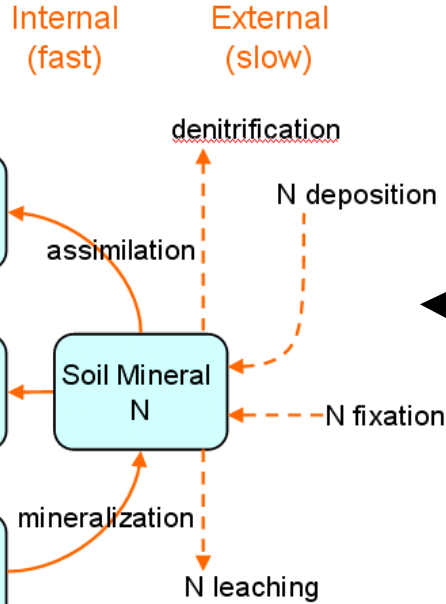 Internal
(fast)
External
(slow)
denitrification
N deposition
assimilation
Soil Mineral
N
N fixation
mineralization
N leaching